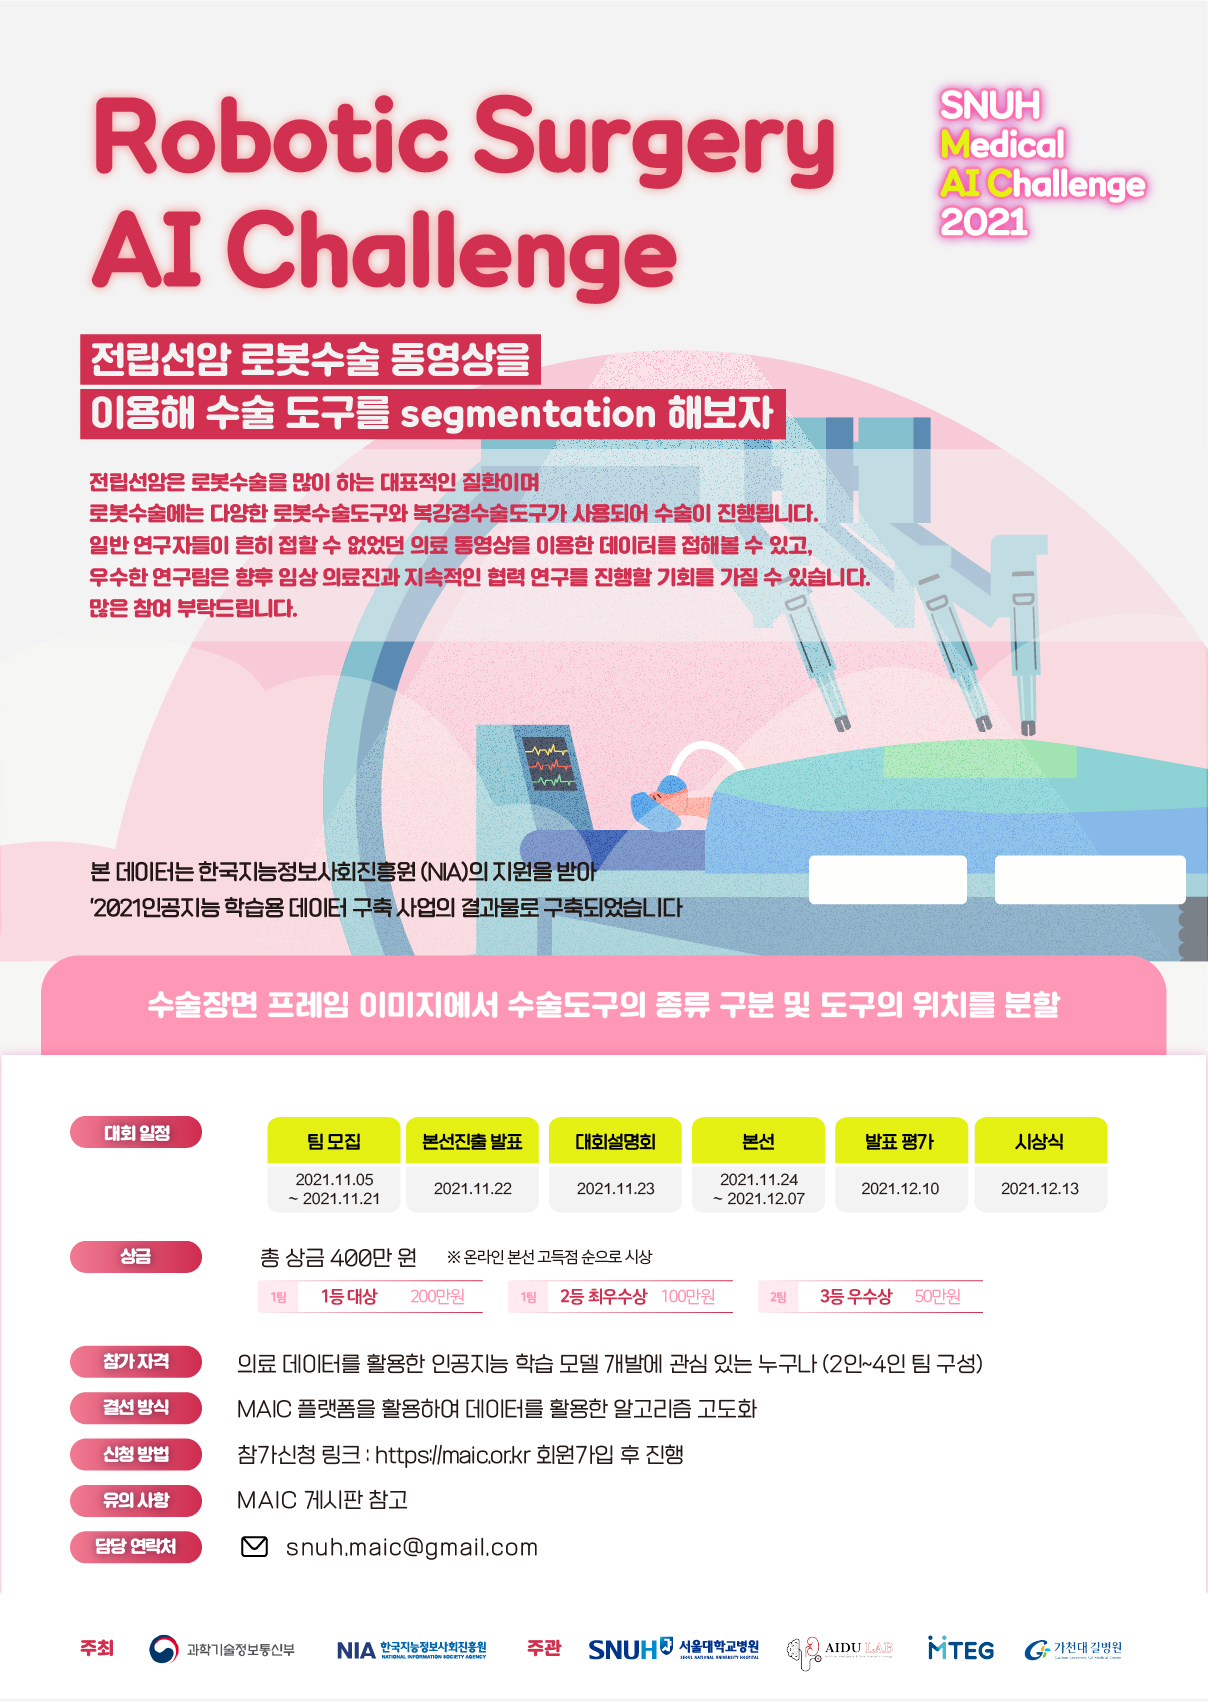 Robotic Surgery
AI Challenge
SNUH
Medical
AI Challenge
2021
전립선암 로봇수술 동영상을
이용해 수술 도구를 segmentation 해보자
전립선암은 로봇수술을 많이 하는 대표적인 질환이며
로봇수술에는 다양한 로봇수술도구와 복강경수술도구가 사용되어 수술이 진행됩니다.
일반 연구자들이 흔히 접할 수 없었던 의료 동영상을 이용한 데이터를 접해볼 수 있고,
우수한 연구팀은 향후 임상 의료진과 지속적인 협력 연구를 진행할 기회를 가질 수 있습니다.
많은 참여 부탁드립니다.
본 데이터는 한국지능정보사회진흥원 (NIA)의 지원을 받아
‘2021인공지능 학습용 데이터 구축 사업의 결과물로 구축되었습니다
수술장면 프레임 이미지에서 수술도구의 종류 구분 및 도구의 위치를 분할
대회 일정
팀 모집 본선진출 발표 대회설명회 본선 발표 평가 시상식
2021.11.05 ~ 2021.11.21 2021.11.22 2021.11.23 2021.11.24 ~ 2021.12.07 2021.12.10 2021.12.13
상금 총 상금 400만 원 ※ 온라인 본선 고득점 순으로 시상
1팀 1등 대상 200만원 1팀 2등 최우수상 100만원 2팀 3등 우수상 50만원
참가 자격 의료 데이터를 활용한 인공지능 학습 모델 개발에 관심 있는 누구나 (2인~4인 팀 구성)
결선 방식 MAIC 플랫폼을 활용하여 데이터를 활용한 알고리즘 고도화
신청 방법 참가신청 링크 : https://maic.or.kr 회원가입 후 진행
유의 사항 MAIC 게시판 참고
담당 연락처 snuh.maic@gmail.com
주최 과학기술정보통신부 NIA 한국지능정보사회진흥원 NATIONAL INFORMATION SOCIETY AGENCY 주관 SNUH 서울대학교병원 SEOUL NATIONAL UNIVERSITY HOSPITAL AIDU LAB MTEG 가천대 길병원